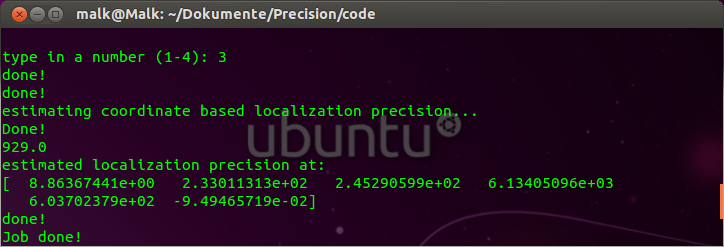 malk@Malk: ~/Dokumente/Precision/code
type in a number (1-4): 3
done!
done!
estimating coordinate based localization precision...
Done!
929.0
estimated localization precision at:
[  8.86367441e+00   2.33011313e+02   2.45290599e+02   6.13405096e+03
   6.03702379e+02  -9.49465719e-02]
done!
Job done!
ubuntu